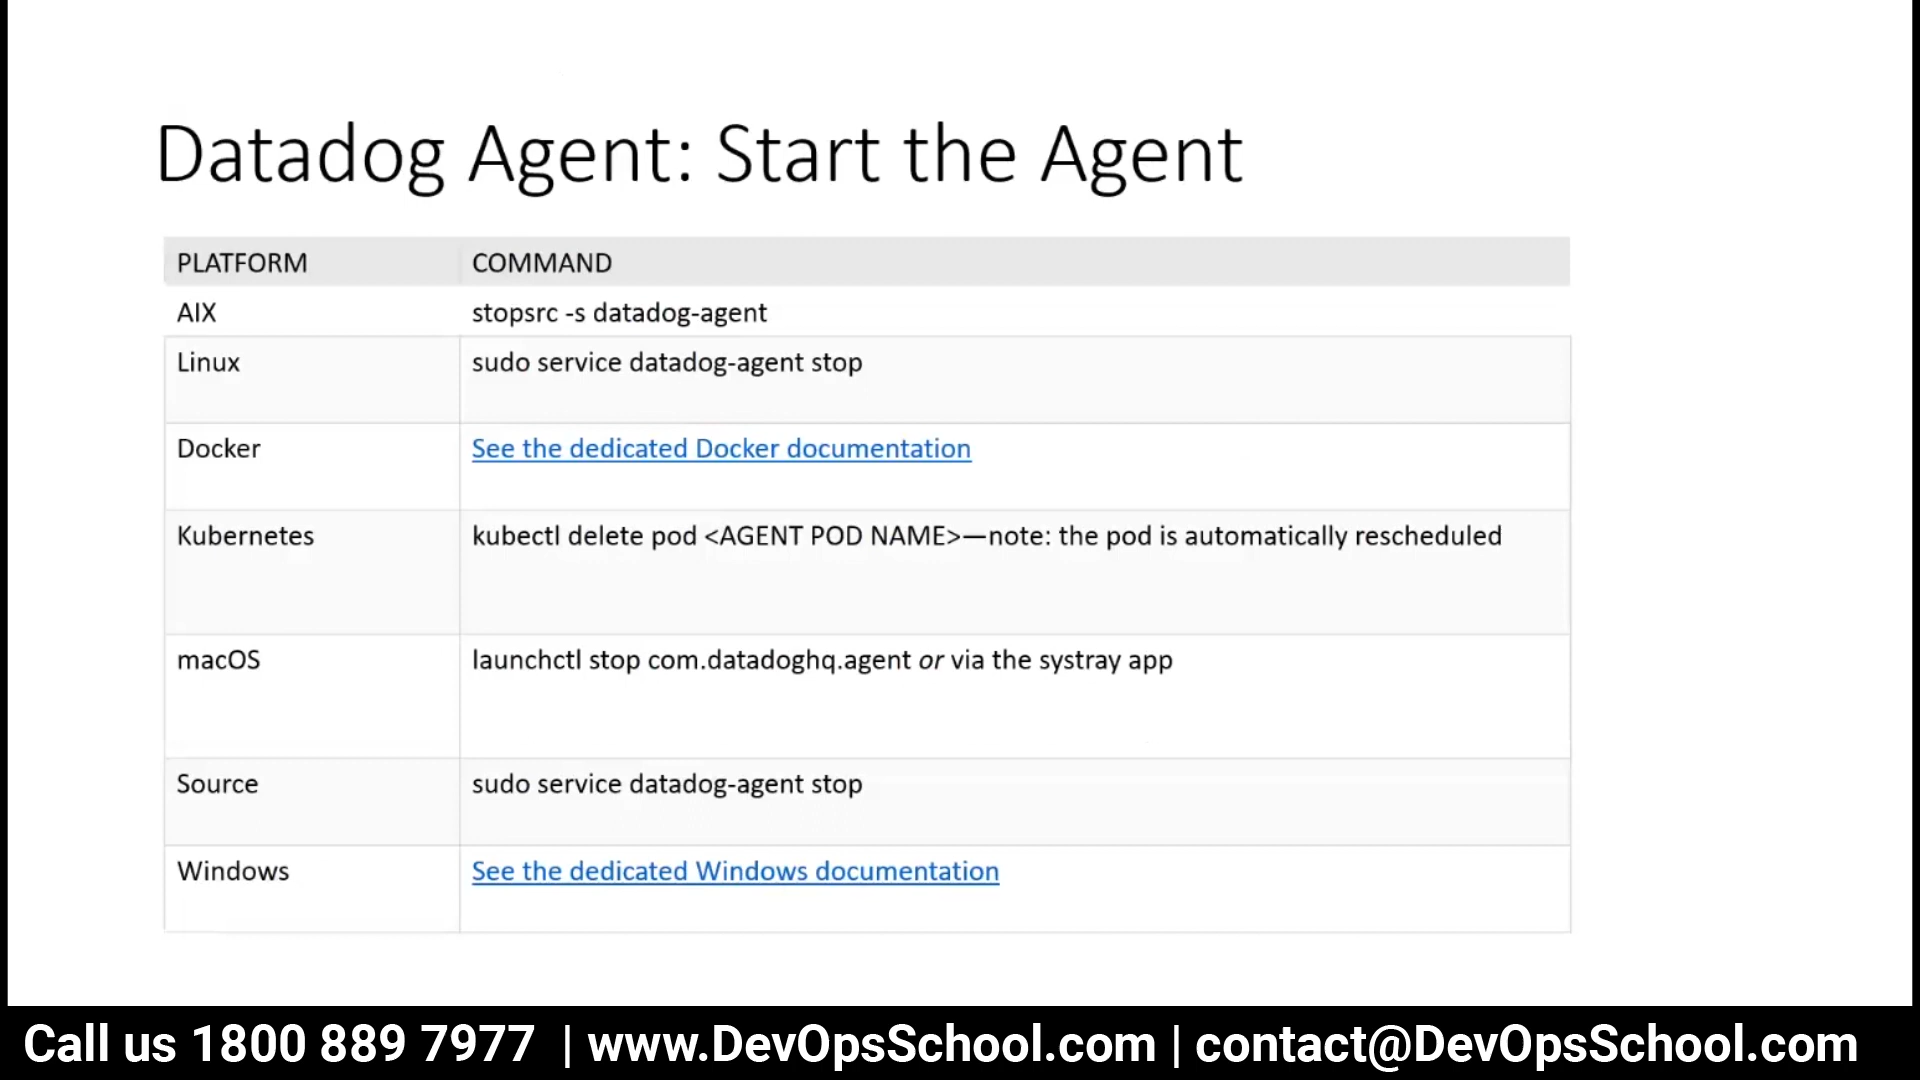 Datadog Agent: Start the Agent
PLATFORM COMMAND
AIX stopsrc -s datadog-agent
Linux sudo service datadog-agent stop
Docker See the dedicated Docker documentation
Kubernetes kubectl delete pod <AGENT POD NAME>—note: the pod is automatically rescheduled
macOS launchctl stop com.datadoghq.agent or via the systray app
Source sudo service datadog-agent stop
Windows See the dedicated Windows documentation
Call us 1800 889 7977 | www.DevOpsSchool.com | contact@DevOpsSchool.com